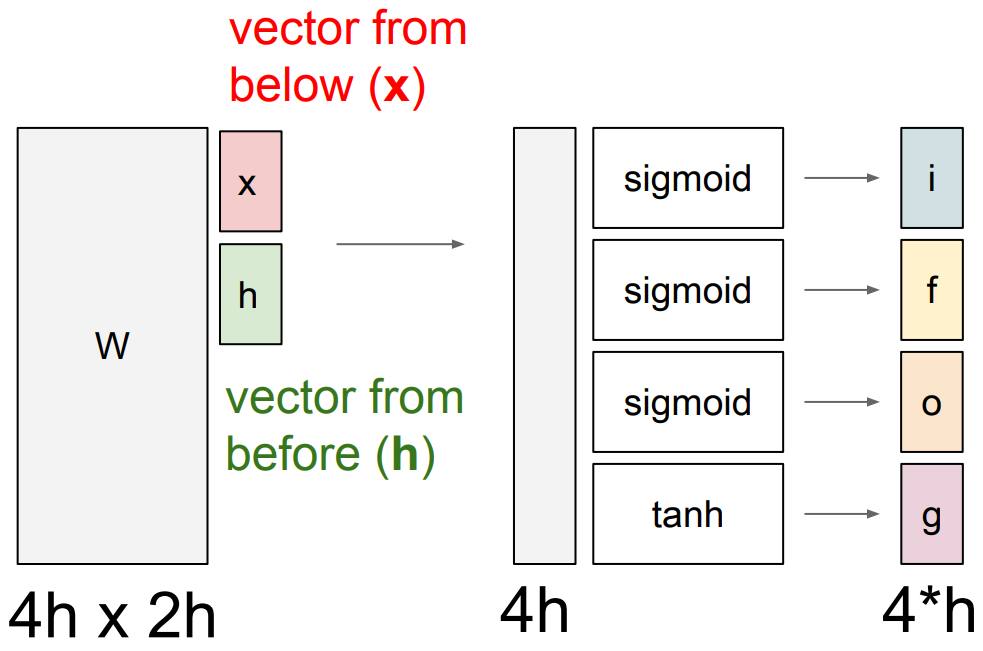 vector from
below (x)
x
h
W
vector from
before (h)
4h x 2h
sigmoid
sigmoid
sigmoid
tanh
4h
i
f
o
g
4*h